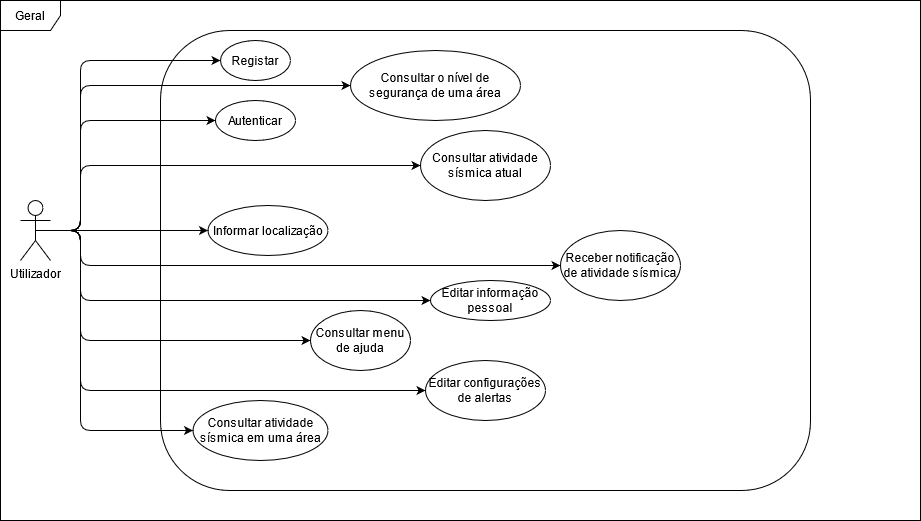 Geral
Registar
Consultar o nível de
segurança de uma área
Autenticar
Consultar atividade
sísmica atual
Informar localização
Utilizador
Receber notificação
de atividade sísmica
Editar informação
pessoal
Consultar menu
de ajuda
Editar configurações
de alertas
Consultar atividade
sísmica em uma área